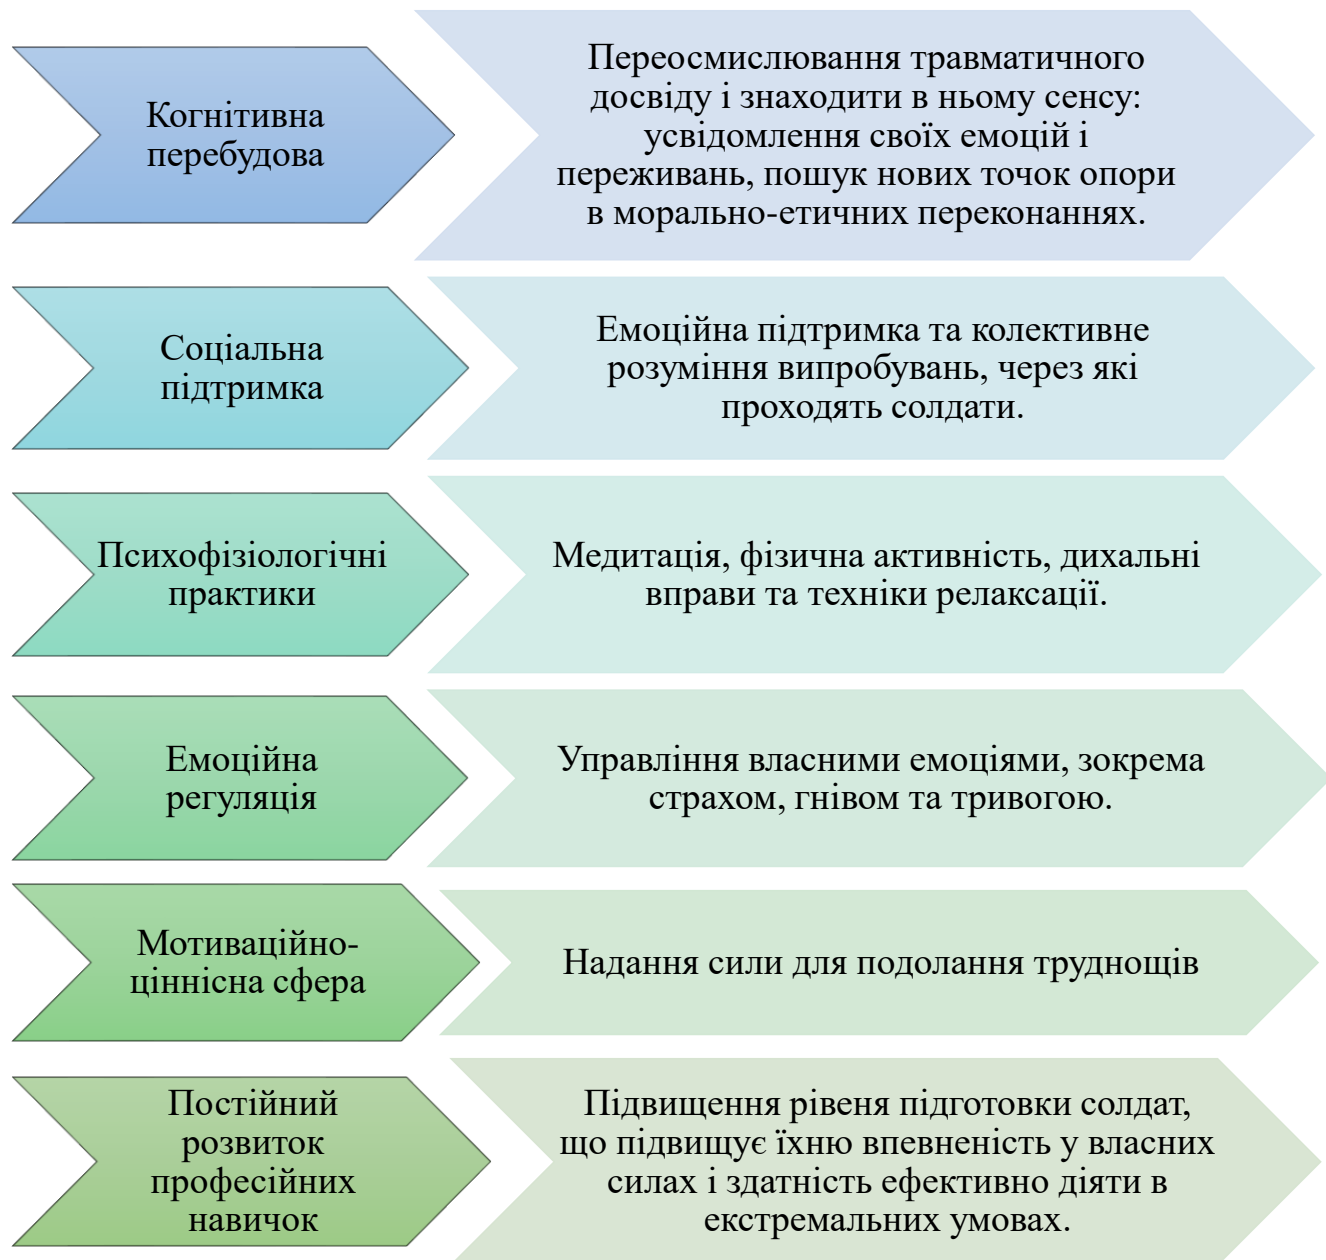 Когнітивна
перебудова
Переосмислювання травматичного
досвіду і знаходити в ньому сенсу:
усвідомлення своїх емоцій і
переживань, пошук нових точок опори
в морально-етичних переконаннях.
Соціальна
підтримка
Емоційна підтримка та колективне
розуміння випробувань, через які
проходять солдати.
Психофізіологічні
практики
Медитація, фізична активність, дихальні
вправи та техніки релаксації.
Емоційна
регуляція
Управління власними емоціями, зокрема
страхом, гнівом та тривогою.
Мотиваційно-
ціннісна сфера
Надання сили для подолання труднощів
Постійний
розвиток
професійних
навичок
Підвищення рівеня підготовки солдат,
що підвищує їхню впевненість у власних
силах і здатність ефективно діяти в
екстремальних умовах.